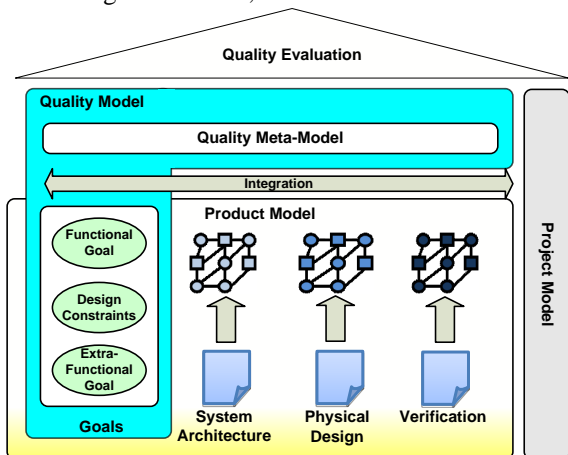 Quality Evaluation
Quality Model
Quality Meta-Model
Integration
Product Model
Functional
Goal
Design
Constraints
Extra-
Functional
Goal
Goals
System
Architecture
Physical
Design
Verification
Project Model